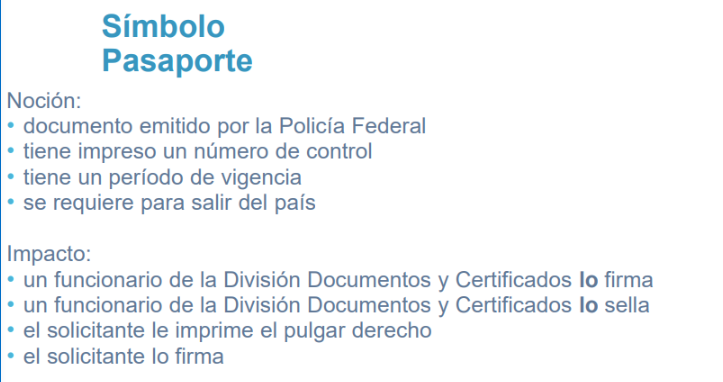 Símbolo
Pasaporte
Noción:
• documento emitido por la Policía Federal
• tiene impreso un número de control
• tiene un período de vigencia
• se requiere para salir del país
Impacto:
• un funcionario de la División Documentos y Certificados lo firma
• un funcionario de la División Documentos y Certificados lo sella
• el solicitante le imprime el pulgar derecho
• el solicitante lo firma